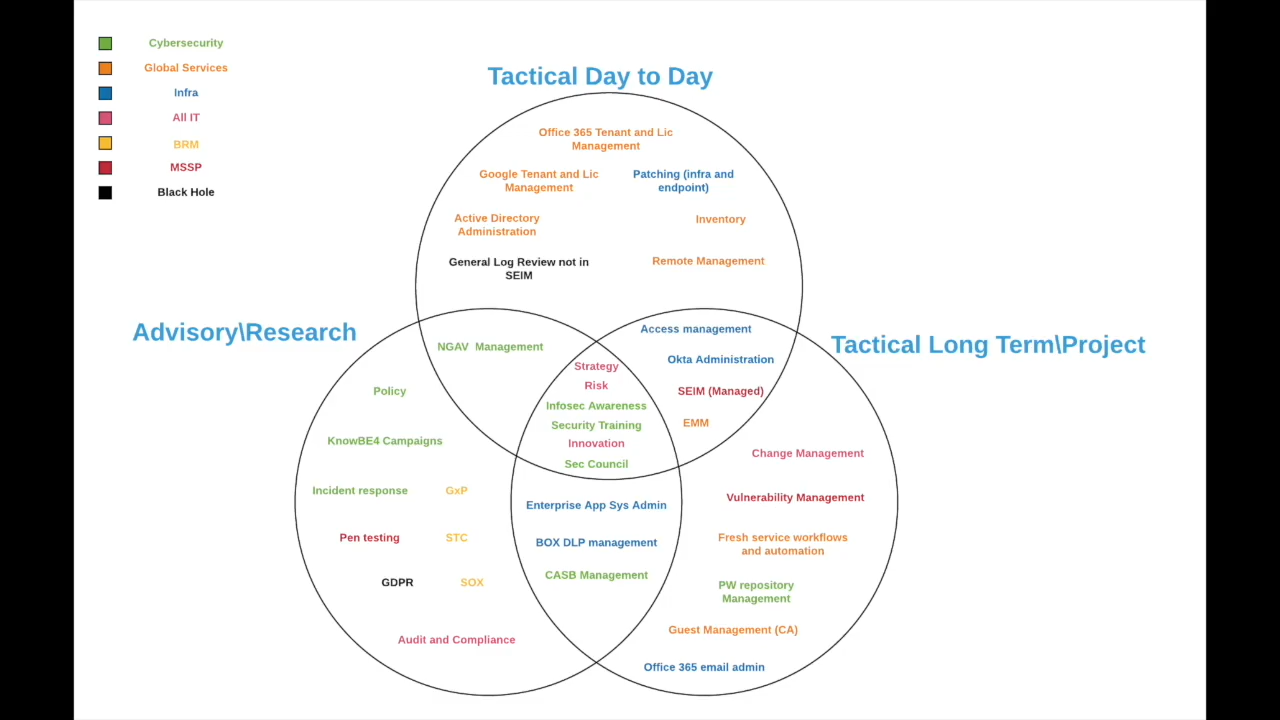 Cybersecurity
Global Services
Infra
All IT
BRM
MSSP
Black Hole
Tactical Day to Day
Office 365 Tenant and Lic
Management
Google Tenant and Lic
Management
Patching (infra and
endpoint)
Active Directory
Administration
Inventory
General Log Review not in
SEIM
Remote Management
Advisory\Research
Tactical Long Term\Project
Access management
NGAV Management
Okta Administration
Strategy
Risk
SEIM (Managed)
Policy
Infosec Awareness
EMM
Security Training
KnowBE4 Campaigns
Innovation
Change Management
Sec Council
Incident response
GxP
Vulnerability Management
Enterprise App Sys Admin
Pen testing
STC
BOX DLP management
Fresh service workflows
and automation
GDPR
SOX
CASB Management
PW repository
Management
Audit and Compliance
Guest Management (CA)
Office 365 email admin